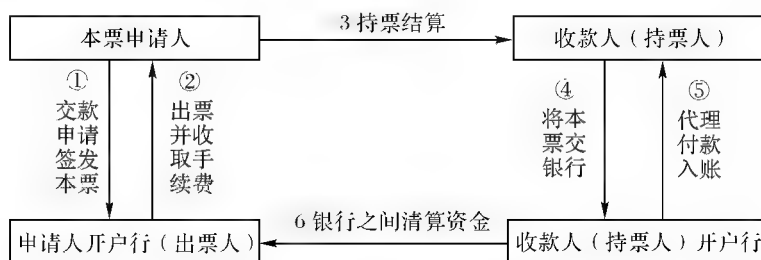 本票申请人
3 持票结算
收款人（持票人）
①
交款
申请
签发
本票
②
出票
并收
取手
续费
④
将本
票交
银行
⑤
代理
付款
入账
申请人开户行（出票人）
6 银行之间清算资金
收款人（持票人）开户行